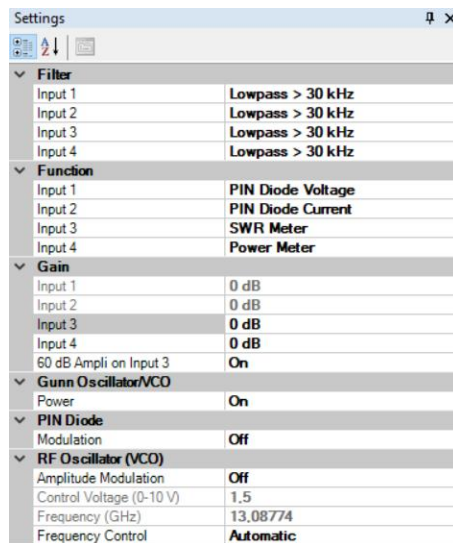 Settings
Filter
Input 1 Lowpass > 30 kHz
Input 2 Lowpass > 30 kHz
Input 3 Lowpass > 30 kHz
Input 4 Lowpass > 30 kHz
Function
Input 1 PIN Diode Voltage
Input 2 PIN Diode Current
Input 3 SWR Meter
Input 4 Power Meter
Gain
Input 1 0 dB
Input 2 0 dB
Input 3 0 dB
Input 4 0 dB
60 dB Ampli on Input 3 On
Gunn Oscillator/VCO
Power On
PIN Diode
Modulation Off
RF Oscillator (VCO)
Amplitude Modulation Off
Control Voltage (0-10 V) 1,5
Frequency (GHz) 13,08774
Frequency Control Automatic